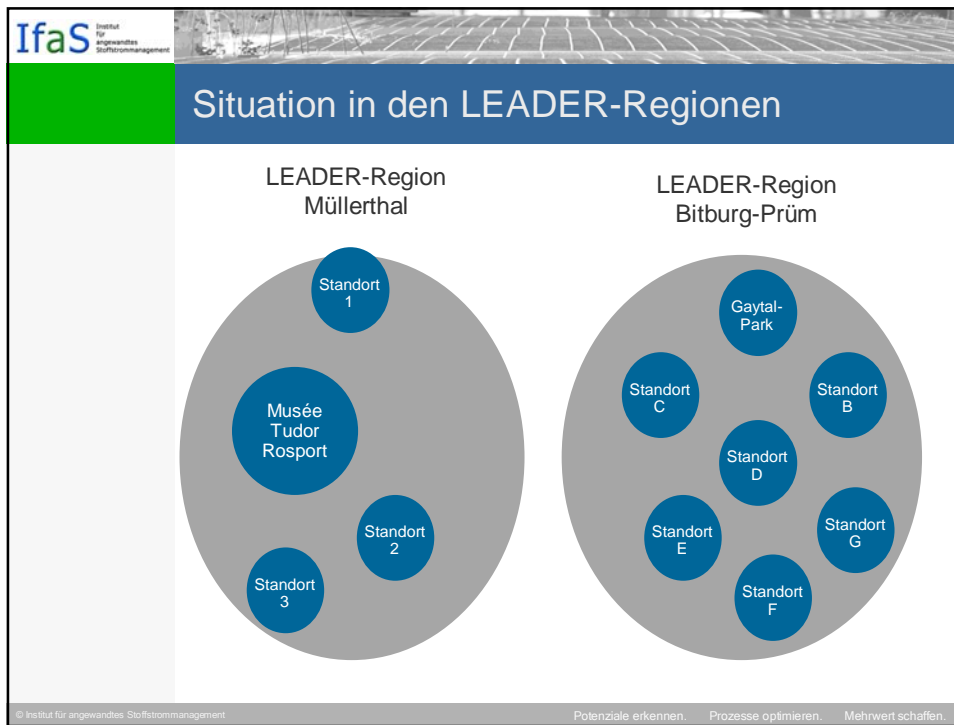 IfaS
Institut
für
angewandtes
Stoffstrommanagement
Situation in den LEADER-Regionen
LEADER-Region
Müllerthal
Standort
1
Musée
Tudor
Rosport
Standort
2
Standort
3
LEADER-Region
Bitburg-Prüm
Gaytal-
Park
Standort
C
Standort
B
Standort
D
Standort
E
Standort
G
Standort
F
© Institut für angewandtes Stoffstrommanagement
Potenziale erkennen. Prozesse optimieren. Mehrwert schaffen.